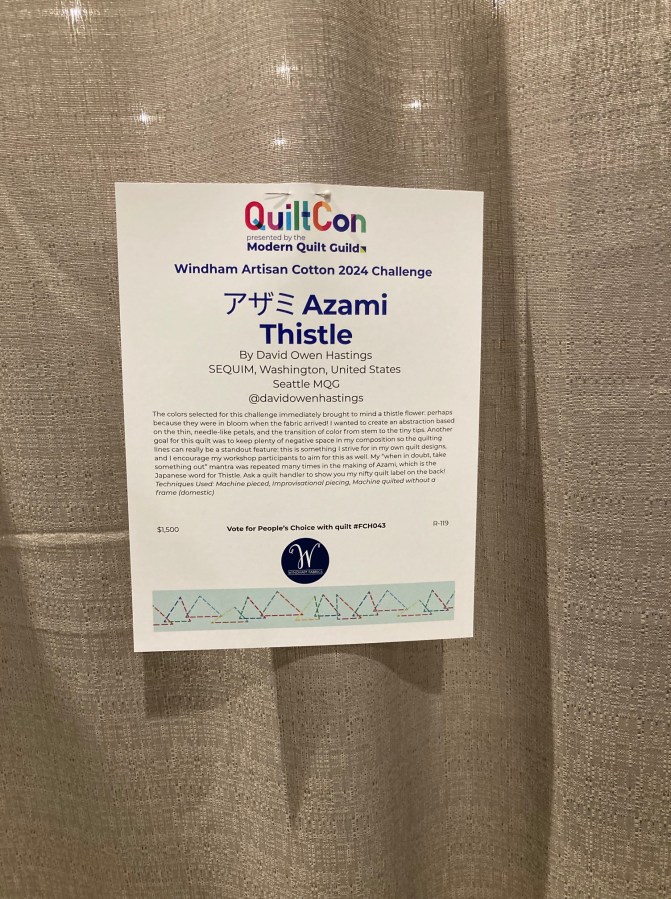 QuiltCon
presented by the
Modern Quilt Guild
Windham Artisan Cotton 2024 Challenge
アザミ Azami
Thistle
By David Owen Hastings
SEQUIM, Washington, United States
Seattle MQG
@davidowenhastings
The colors selected for this challenge immediately brought to mind a thistle flower: perhaps
because they were in bloom when the fabric arrived! I wanted to create an abstraction based
on the thin, needle-like petals, and the transition of color from stem to the tiny tips. Another
goal for this quilt was to keep plenty of negative space in my composition so the quilting
lines can really be a standout feature: this is something I strive for in my own quilt designs,
and I encourage my workshop participants to aim for this as well. My "when in doubt, take
something out" mantra was repeated many times in the making of Azami, which is the
Japanese word for Thistle. Ask a quilt handler to show you my nifty quilt label on the back!
Techniques Used: Machine pieced, Improvisational piecing, Machine quilted without a
frame (domestic)
$1,500 Vote for People's Choice with quilt #FCH043 R-119
W
WINDHAM FABRICS